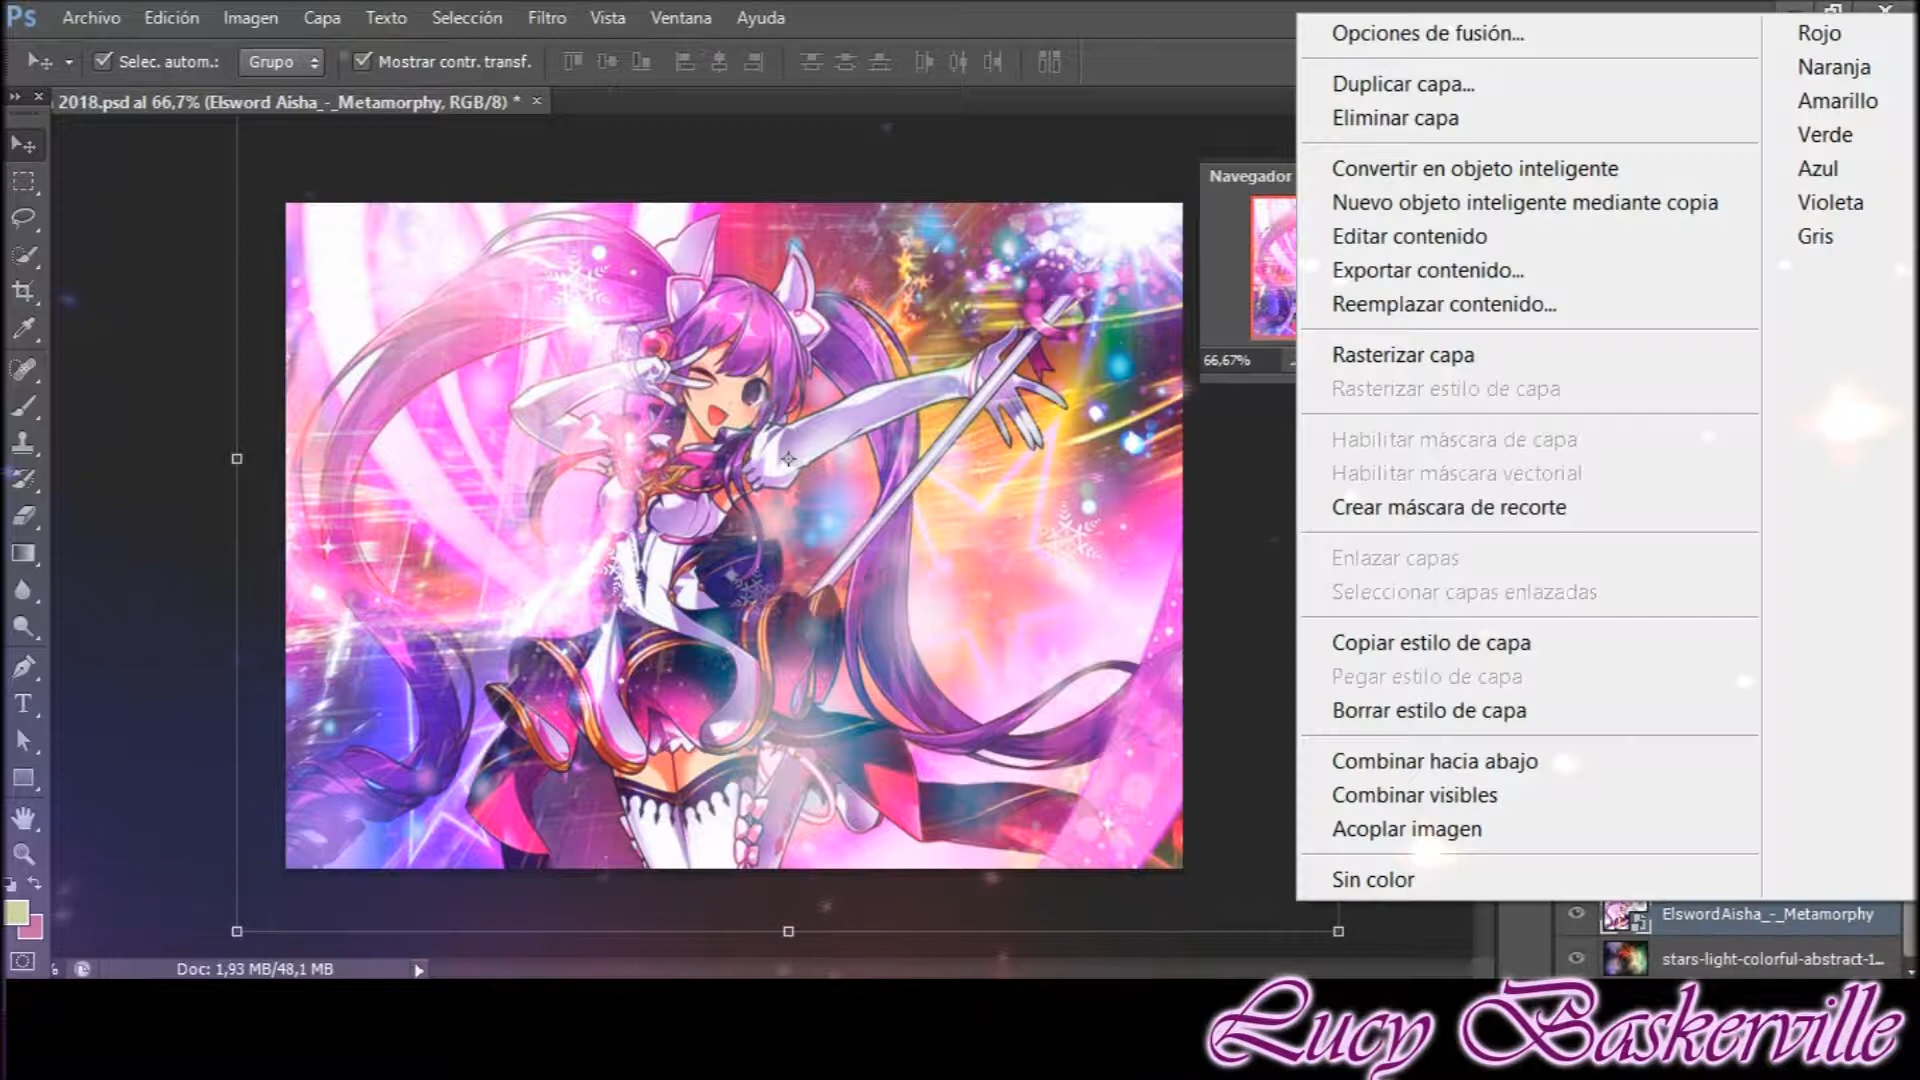 Ps Archivo Edición Imagen Capa Texto Selección Filtro Vista Ventana Ayuda
Selec. autom.: Grupo Mostrar contr. transf.
2018.psd al 66,7% (Elsword Aisha_-_Metamorphy, RGB/8) *
Navegador
66,67%
Opciones de fusión...
Duplicar capa...
Eliminar capa
Convertir en objeto inteligente
Nuevo objeto inteligente mediante copia
Editar contenido
Exportar contenido...
Reemplazar contenido...
Rasterizar capa
Rasterizar estilo de capa
Habilitar máscara de capa
Habilitar máscara vectorial
Crear máscara de recorte
Enlazar capas
Seleccionar capas enlazadas
Copiar estilo de capa
Pegar estilo de capa
Borrar estilo de capa
Combinar hacia abajo
Combinar visibles
Acoplar imagen
Sin color
Rojo
Naranja
Amarillo
Verde
Azul
Violeta
Gris
Elsword Aisha_-_Metamorphy
stars-light-colorful-abstract-1...
Doc: 1,93 MB/48,1 MB
Lucy Baskerville